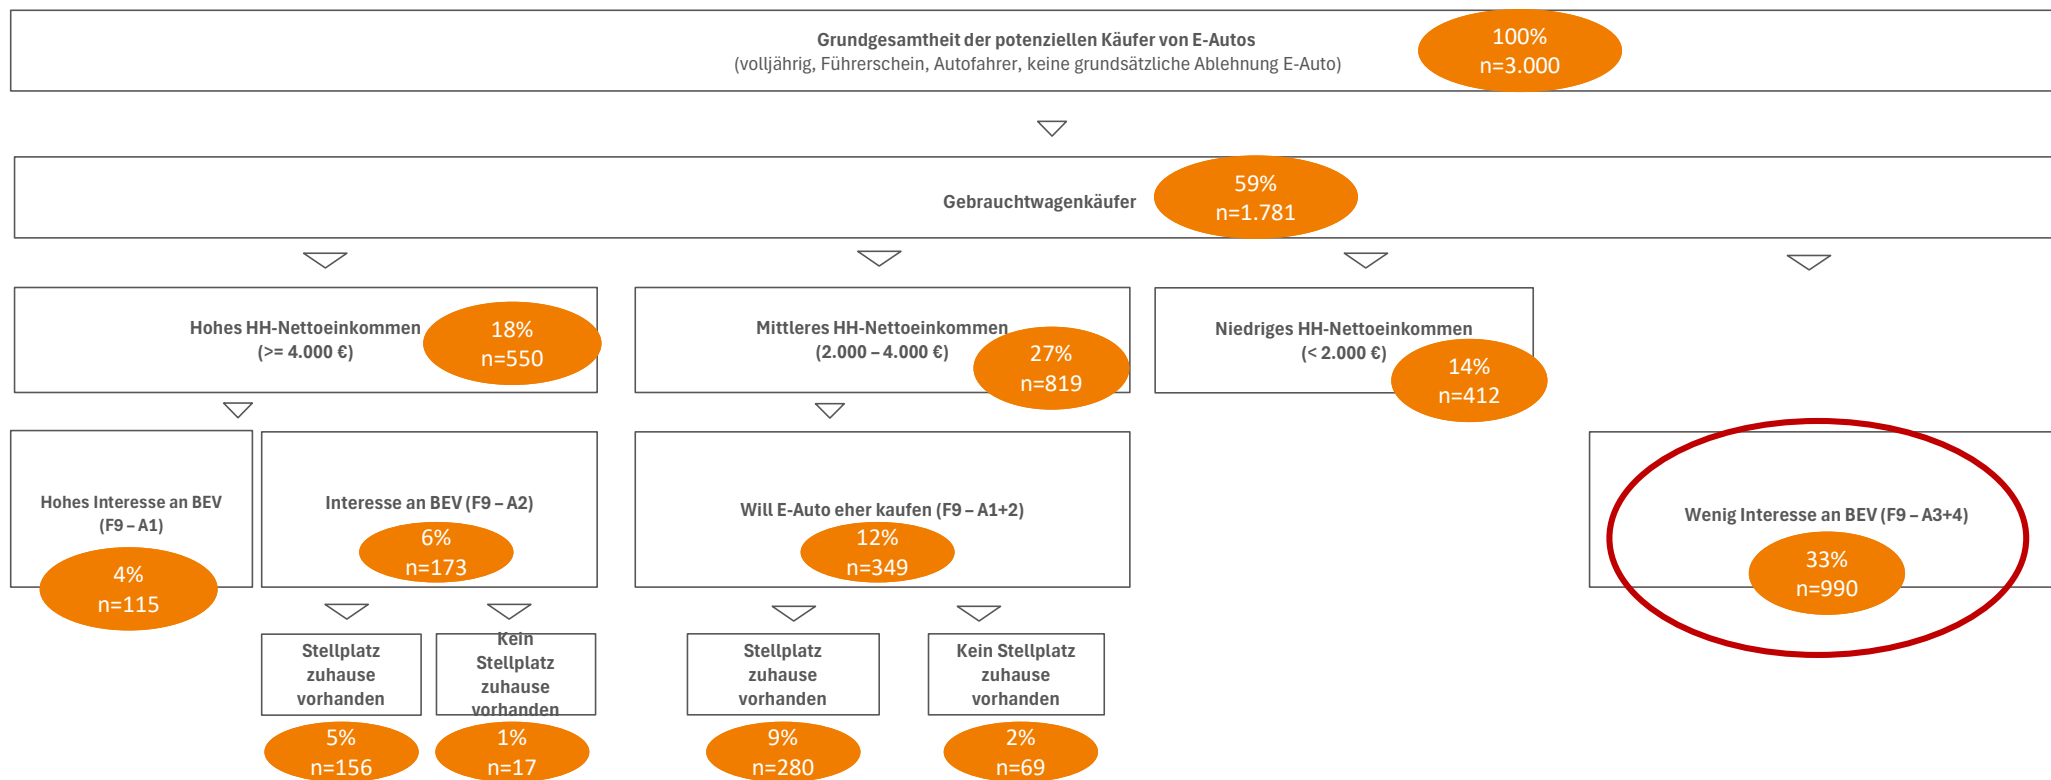 Grundgesamtheit der potenziellen Käufer von E-Autos
(volljährig, Führerschein, Autofahrer, keine grundsätzliche Ablehnung E-Auto)
100%
n=3.000
Gebrauchtwagenkäufer
59%
n=1.781
Hohes HH-Nettoeinkommen
(>= 4.000 €)
18%
n=550
Mittleres HH-Nettoeinkommen
(2.000 – 4.000 €)
27%
n=819
Niedriges HH-Nettoeinkommen
(< 2.000 €)
14%
n=412
Hohes Interesse an BEV
(F9 – A1)
4%
n=115
Interesse an BEV (F9 – A2)
6%
n=173
Will E-Auto eher kaufen (F9 – A1+2)
12%
n=349
Wenig Interesse an BEV (F9 – A3+4)
33%
n=990
Stellplatz
zuhause
vorhanden
5%
n=156
Kein
Stellplatz
zuhause
vorhanden
1%
n=17
Stellplatz
zuhause
vorhanden
9%
n=280
Kein Stellplatz
zuhause
vorhanden
2%
n=69